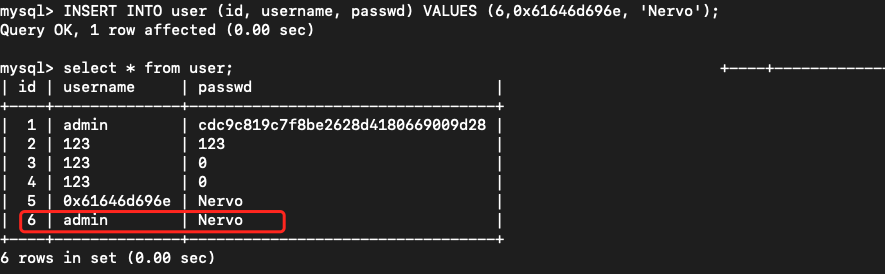 mysql> INSERT INTO user (id, username, passwd) VALUES (6,0x61646d696e, 'Nervo');
Query OK, 1 row affected (0.00 sec)
mysql> select * from user; +----+-------------
| id | username | passwd |
+----+--------------+----------------------------------+
| 1 | admin | cdc9c819c7f8be2628d4180669009d28 |
| 2 | 123 | 123
| 3 | 123 | 0
| 4 | 123 | 0
| 5 | 0x61646d696e | Nervo
| 6 | admin | Nervo
+----+--------------+----------------------------------+
6 rows in set (0.00 sec)